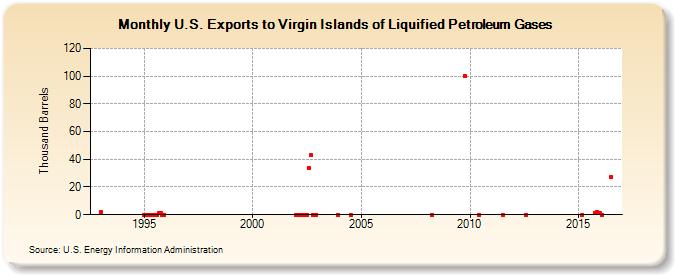 Monthly U.S. Exports to Virgin Islands of Liquified Petroleum Gases
Thousand Barrels
120
100
80
60
40
20
0
1995 2000 2005 2010 2015
Source: U.S. Energy Information Administration